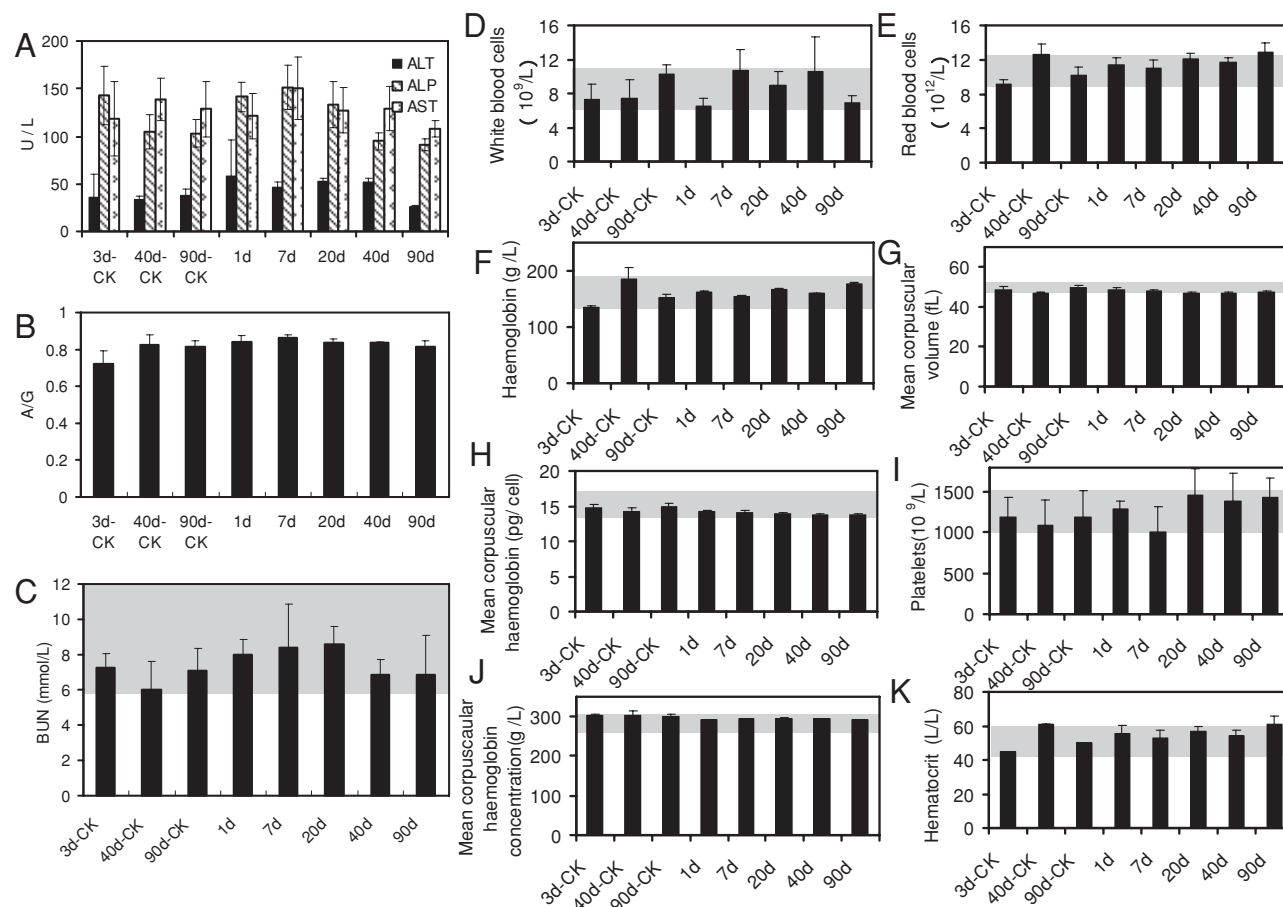 A
U / L
200
150
100
50
0
ALT
ALP
AST
3d-
CK
40d-
CK
90d-
CK
1d
7d
20d
40d
90d
B
A/G
1
0.8
0.6
0.4
0.2
0
3d-
CK
40d-
CK
90d-
CK
1d
7d
20d
40d
90d
C
BUN (mmol/L)
12
10
8
6
4
2
0
3d-CK
40d-CK
90d-CK
1d
7d
20d
40d
90d
D
White blood cells
( 10⁹/L)
16
12
8
4
0
3d-CK
40d-CK
90d-CK
1d
7d
20d
40d
90d
E
Red blood cells
( 10¹²/L)
16
12
8
4
0
3d-CK
40d-CK
90d-CK
1d
7d
20d
40d
90d
F
Haemoglobin (g /L)
200
100
0
3d-CK
40d-CK
90d-CK
1d
7d
20d
40d
90d
G
Mean corpuscular
volume (fL)
60
40
20
0
3d-CK
40d-CK
90d-CK
1d
7d
20d
40d
90d
H
Mean corpuscular
haemoglobin (pg/ cell)
20
15
10
5
0
3d-CK
40d-CK
90d-CK
1d
7d
20d
40d
90d
I
Platelets(10 ⁹/L)
1500
1000
500
0
3d-CK
40d-CK
90d-CK
1d
7d
20d
40d
90d
J
Mean corpuscaular
haemoglobin
concentration(g /L)
300
200
100
0
3d-CK
40d-CK
90d-CK
1d
7d
20d
40d
90d
K
Hematocrit (L/L)
80
60
40
20
0
3d-CK
40d-CK
90d-CK
1d
7d
20d
40d
90d